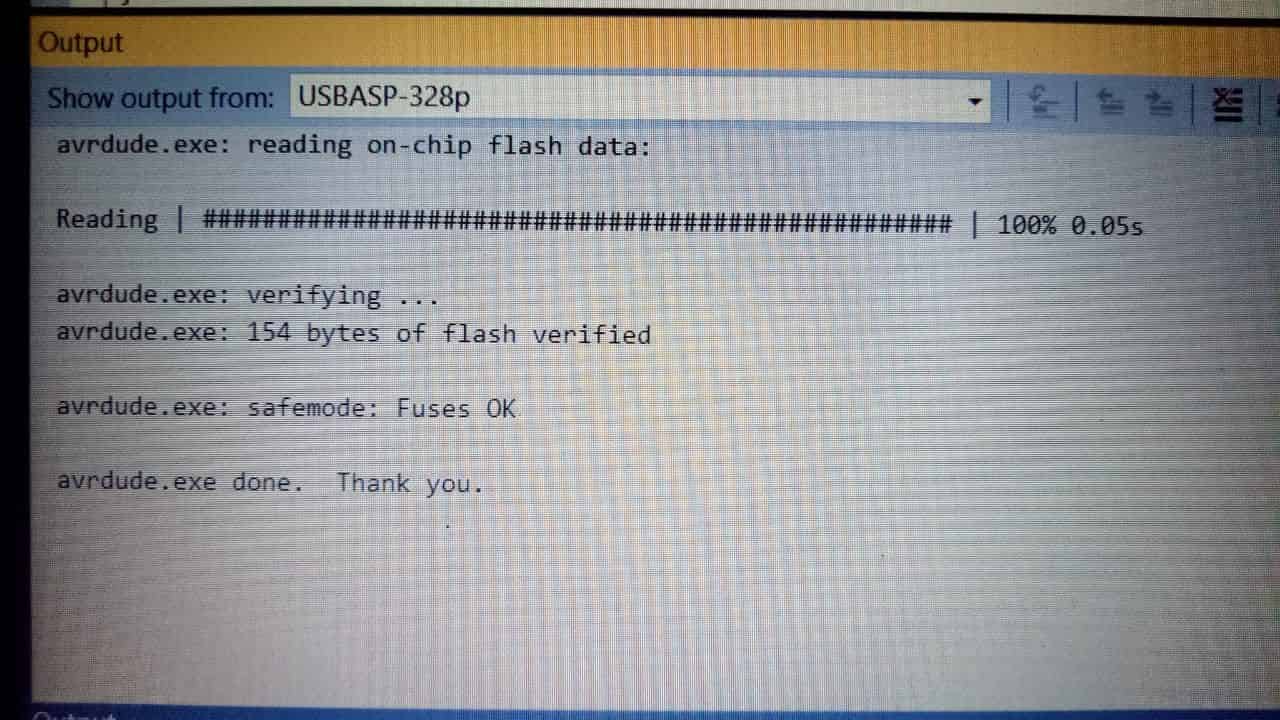 Output
Show output from: USBASP-328p
avrdude.exe: reading on-chip flash data:
Reading | ################################################## | 100% 0.05s
avrdude.exe: verifying ...
avrdude.exe: 154 bytes of flash verified
avrdude.exe: safemode: Fuses OK
avrdude.exe done.  Thank you.
Output